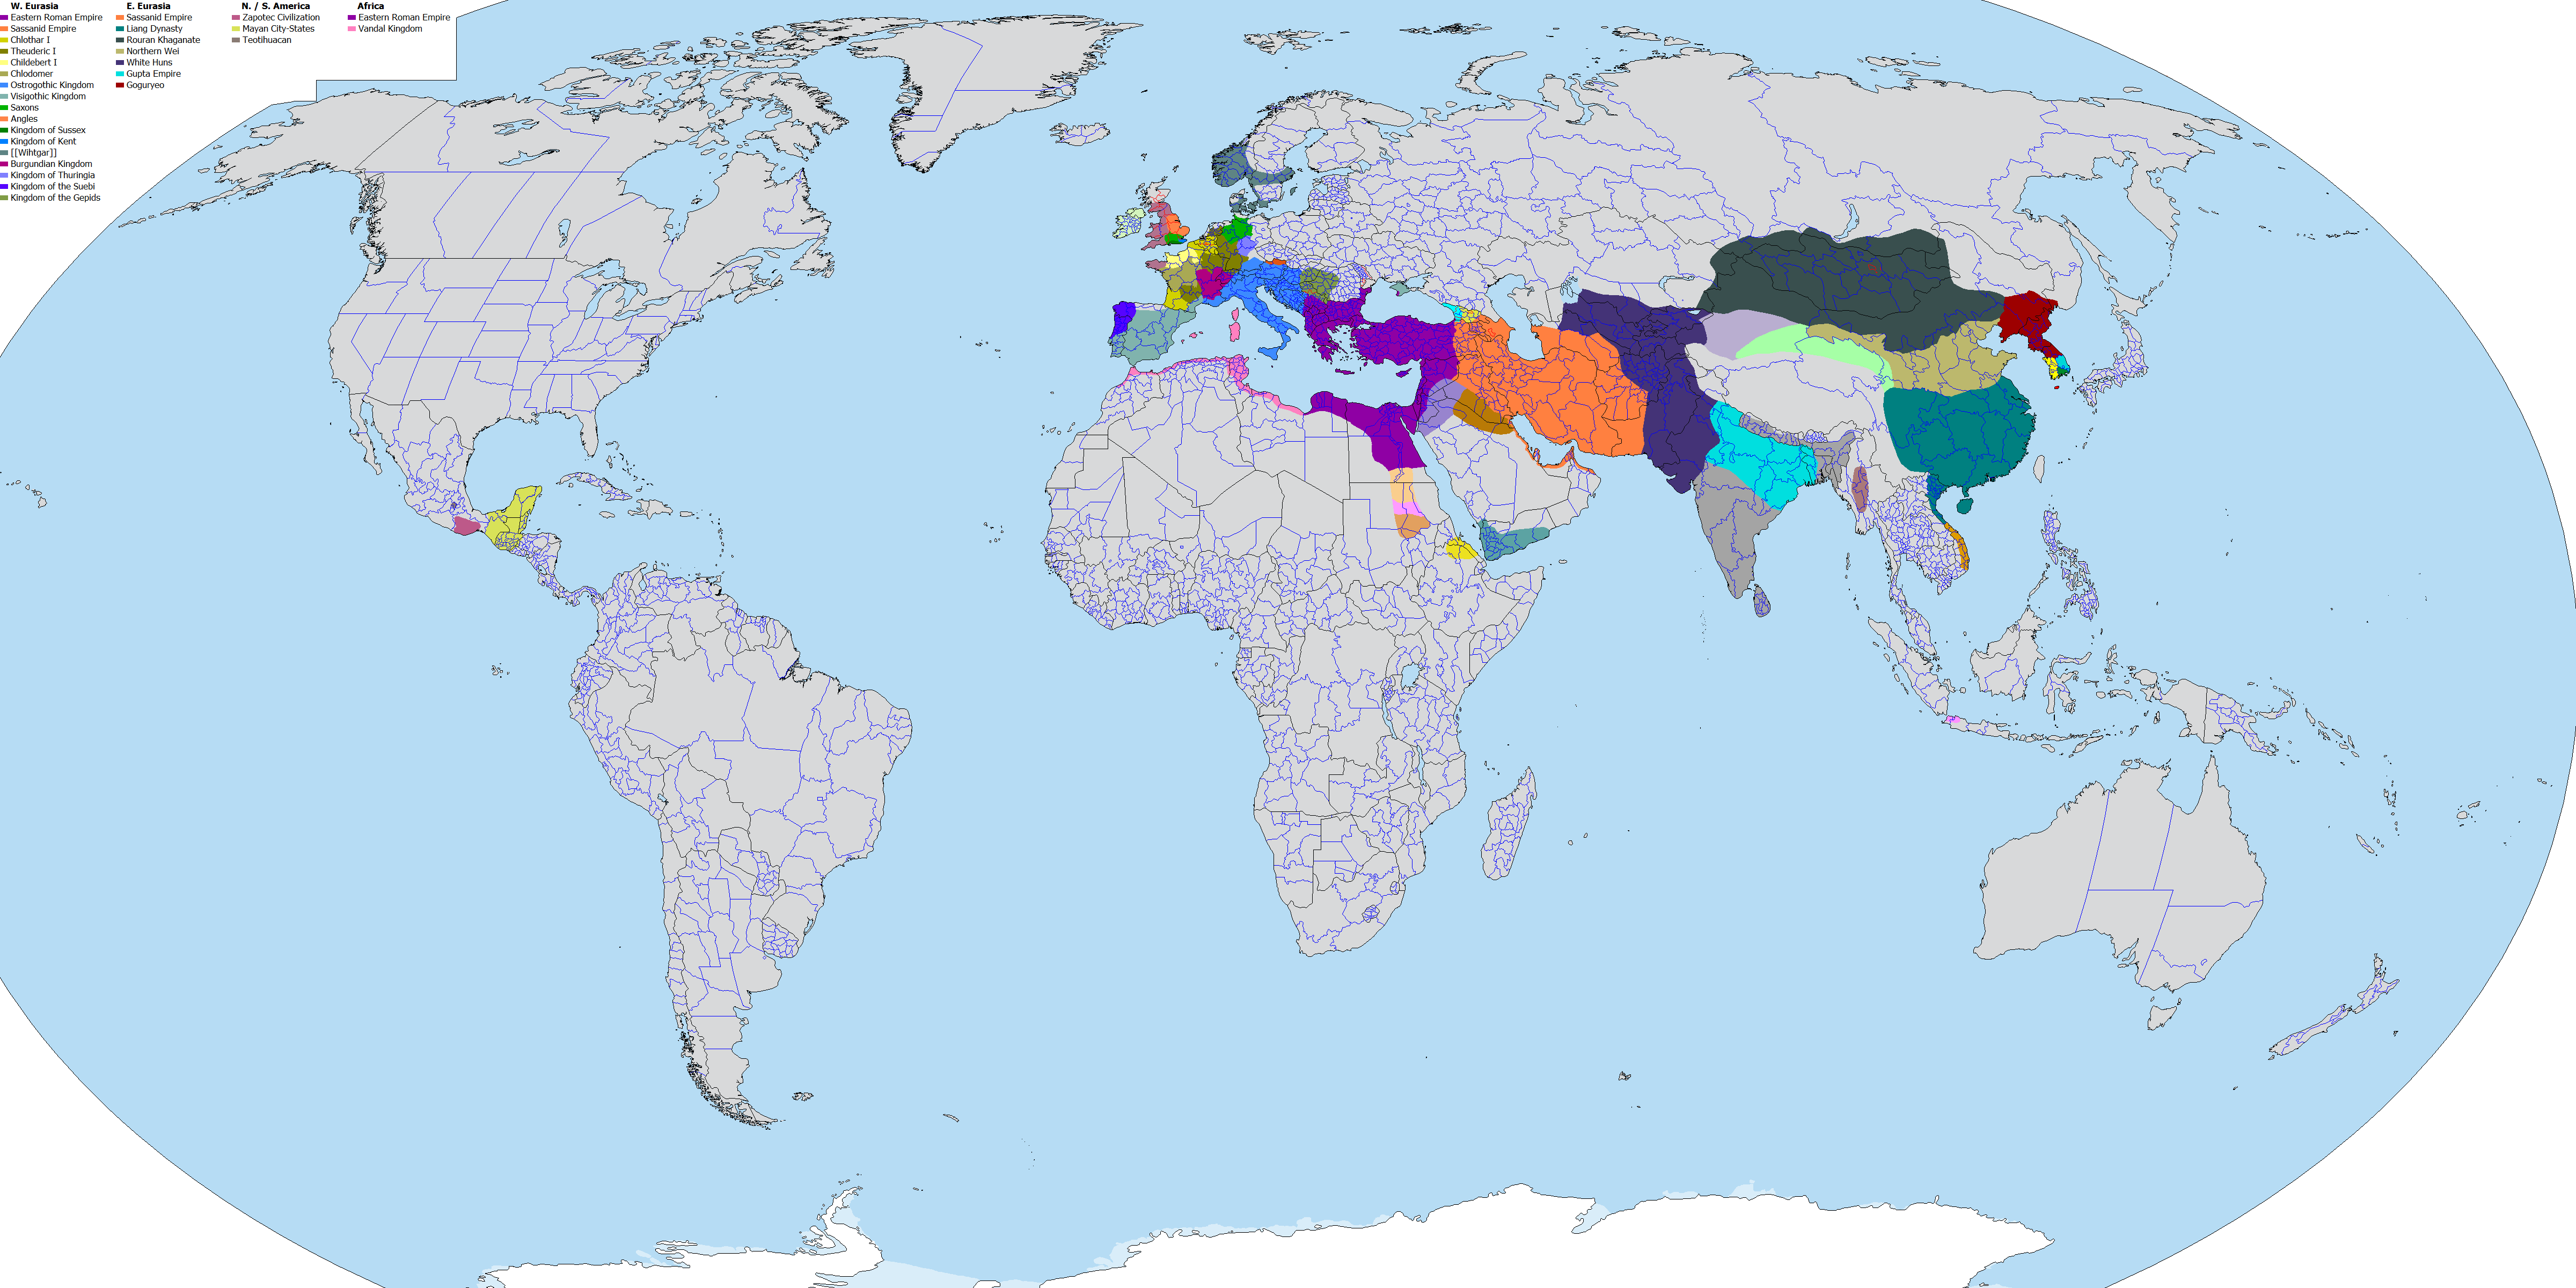 W. Eurasia
Eastern Roman Empire
Sassanid Empire
Chlothar I
Theuderic I
Childebert I
Chlodomer
Ostrogothic Kingdom
Visigothic Kingdom
Saxons
Angles
Kingdom of Sussex
Kingdom of Kent
[[Wihtgar]]
Burgundian Kingdom
Kingdom of Thuringia
Kingdom of the Suebi
Kingdom of the Gepids
E. Eurasia
Sassanid Empire
Liang Dynasty
Rouran Khaganate
Northern Wei
White Huns
Gupta Empire
Goguryeo
N. / S. America
Zapotec Civilization
Mayan City-States
Teotihuacan
Africa
Eastern Roman Empire
Vandal Kingdom